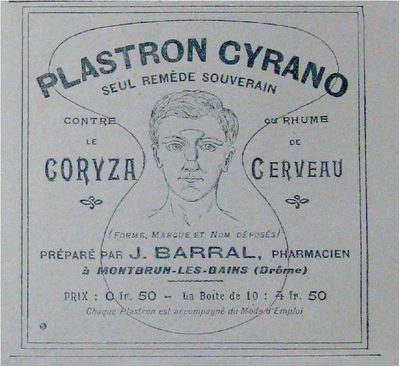 PLASTRON CYRANO
SEUL REMÈDE SOUVERAIN
CONTRE OU RHUME
LE DE
CORYZA CERVEAU
(FORME, MARQUE ET NOM DÉPOSÉS)
PRÉPARÉ PAR J. BARRAL, PHARMACIEN
à MONTBRUN-LES-BAINS (Drôme)
PRIX : 0 fr. 50 — La Boite de 10 : 4 fr. 50
Chaque Plastron est accompagné du Mode d'Emploi